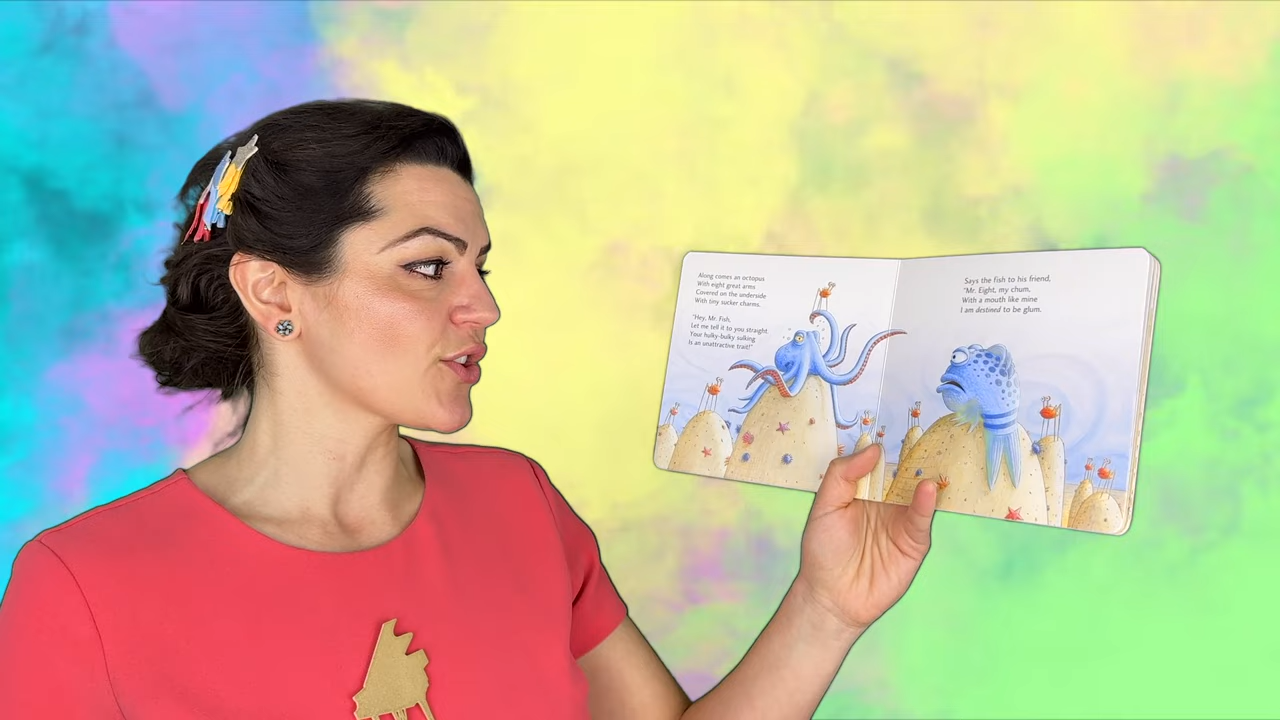 Along comes an octopus
With eight great arms
Covered on the underside
With tiny sucker charms.
"Hey, Mr. Fish,
Let me tell it to you straight.
Your hulky-bulky sulking
Is an unattractive trait!"
Says the fish to his friend,
"Mr. Eight, my chum,
With a mouth like mine
I am destined to be glum.